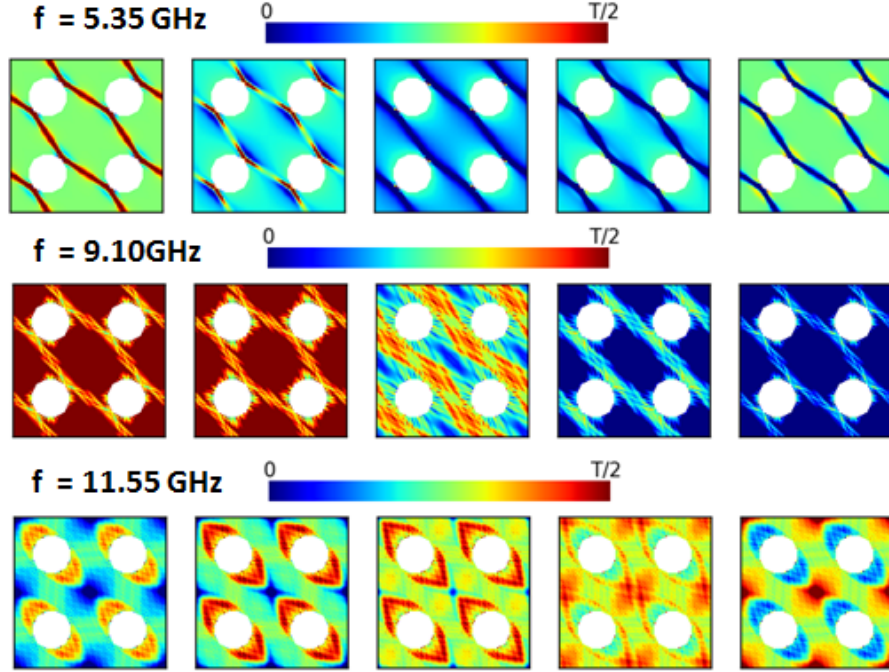 f = 5.35 GHz
0 T/2
f = 9.10GHz
0 T/2
f = 11.55 GHz
0 T/2